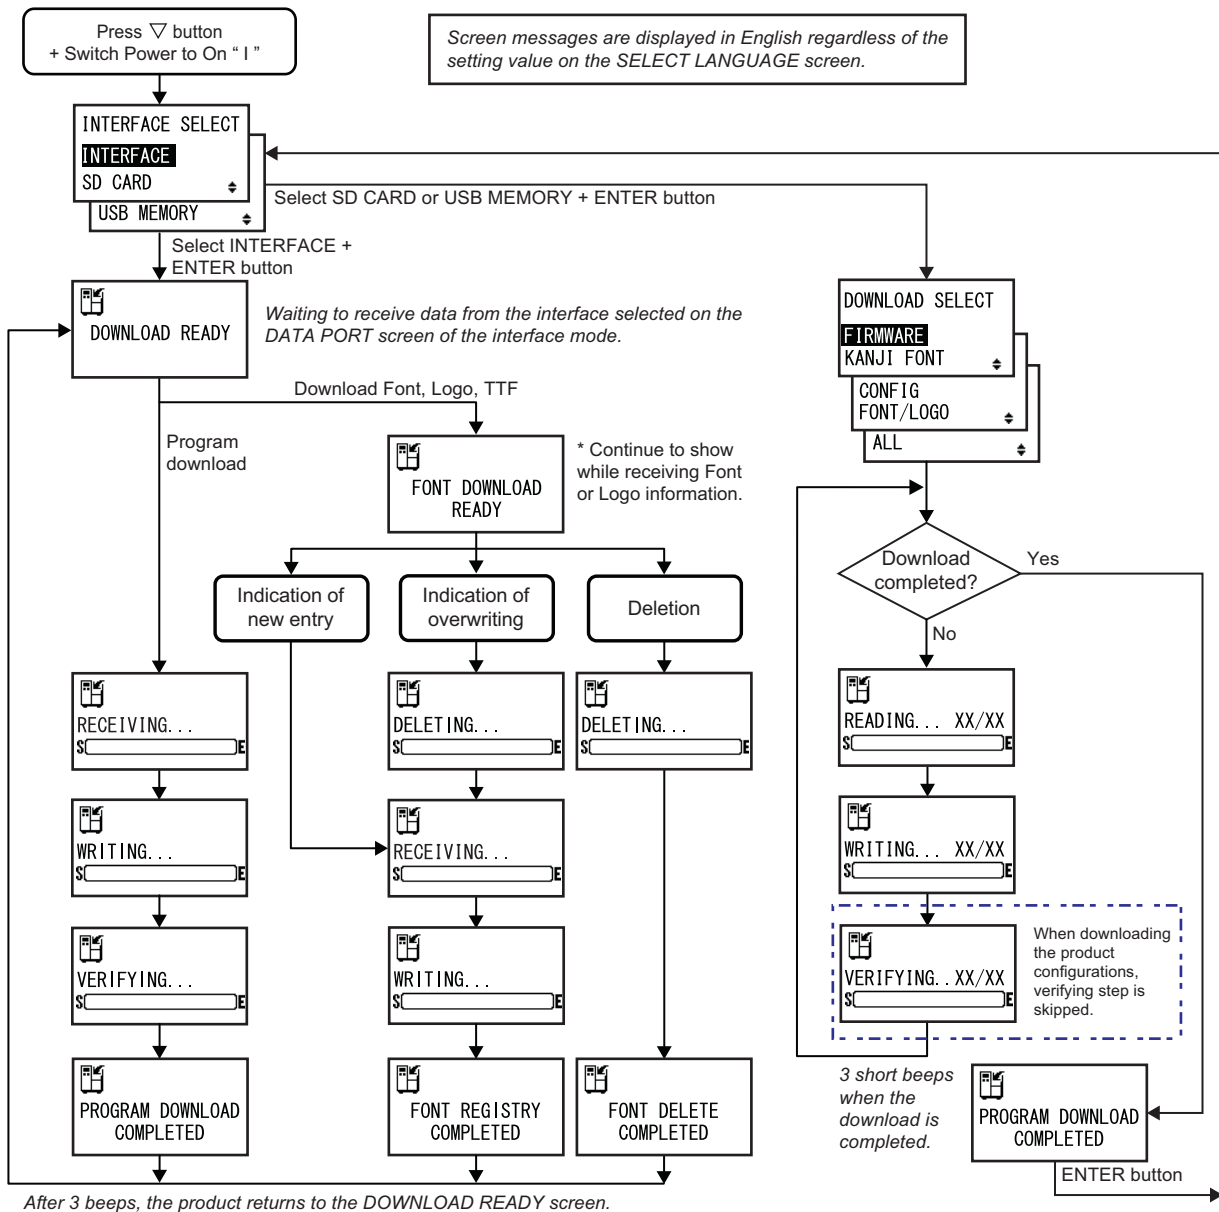 Press ▽ button
+ Switch Power to On “ I ”
Screen messages are displayed in English regardless of the
setting value on the SELECT LANGUAGE screen.
INTERFACE SELECT
INTERFACE
SD CARD
USB MEMORY
Select SD CARD or USB MEMORY + ENTER button
Select INTERFACE +
ENTER button
DOWNLOAD READY
Waiting to receive data from the interface selected on the
DATA PORT screen of the interface mode.
DOWNLOAD SELECT
FIRMWARE
KANJI FONT
CONFIG
FONT/LOGO
ALL
Download Font, Logo, TTF
Program
download
FONT DOWNLOAD
READY
* Continue to show
while receiving Font
or Logo information.
Download
completed?
Yes
No
Indication of
new entry
Indication of
overwriting
Deletion
RECEIVING...
S E
DELETING...
S E
DELETING...
S E
READING... XX/XX
S E
WRITING...
S E
RECEIVING...
S E
WRITING... XX/XX
S E
VERIFYING...
S E
WRITING...
S E
VERIFYING..XX/XX
S E
When downloading
the product
configurations,
verifying step is
skipped.
PROGRAM DOWNLOAD
COMPLETED
FONT REGISTRY
COMPLETED
FONT DELETE
COMPLETED
3 short beeps
when the
download is
completed.
PROGRAM DOWNLOAD
COMPLETED
ENTER button
After 3 beeps, the product returns to the DOWNLOAD READY screen.